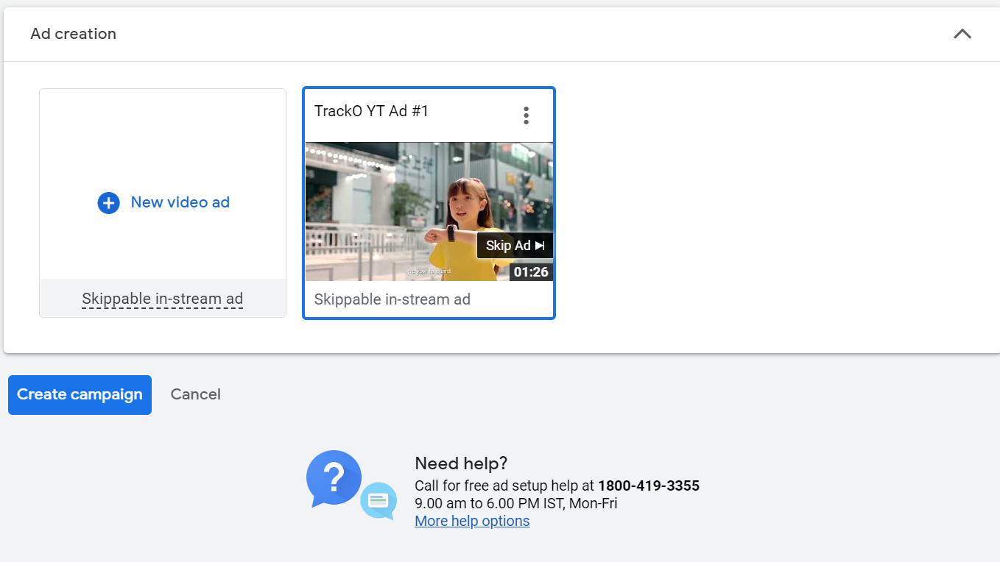 Ad creation
TrackO YT Ad #1
New video ad
Skip Ad
01:26
Skippable in-stream ad
Skippable in-stream ad
Create campaign
Cancel
Need help?
Call for free ad setup help at 1800-419-3355
9.00 am to 6.00 PM IST, Mon-Fri
More help options